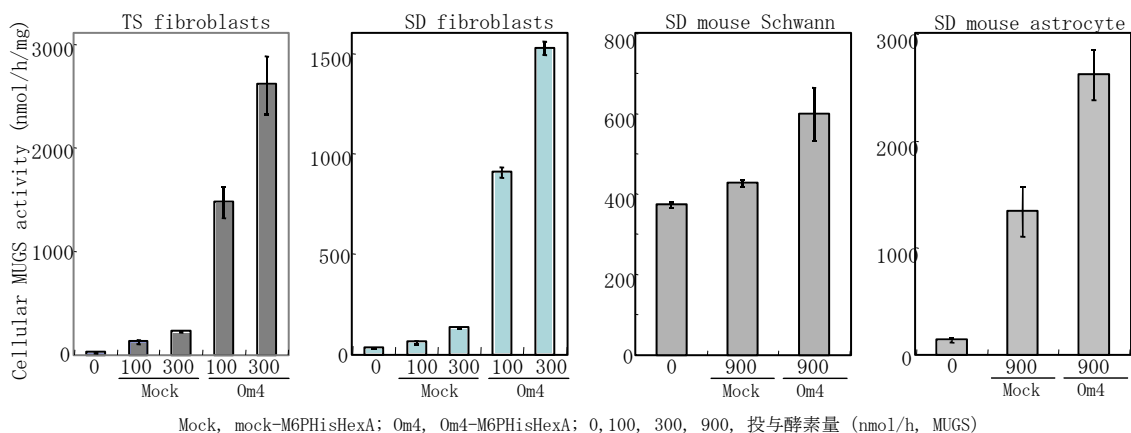 TS fibroblasts
SD fibroblasts
SD mouse Schwann
SD mouse astrocyte
Cellular MUGS activity (nmol/h/mg)
3000
2000
1000
0
0 100 300 100 300
Mock Om4
1500
1000
500
0
0 100 300 100 300
Mock Om4
800
600
400
200
0
0 900 900
Mock Om4
3000
2000
1000
0
0 900 900
Mock Om4
Mock, mock-M6PHisHexA; Om4, Om4-M6PHisHexA; 0,100, 300, 900, 投与酵素量 (nmol/h, MUGS)